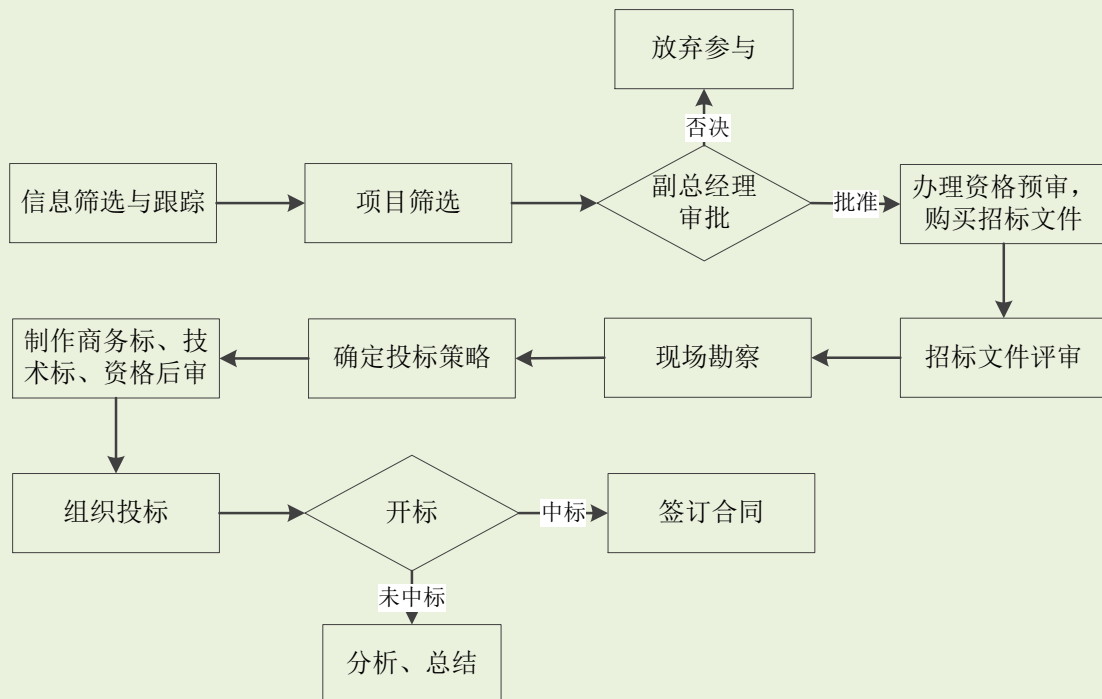 放弃参与
否决
信息筛选与跟踪
项目筛选
副总经理
审批
批准
办理资格预审，
购买招标文件
制作商务标、技
术标、资格后审
确定投标策略
现场勘察
招标文件评审
组织投标
开标
中标
签订合同
未中标
分析、总结